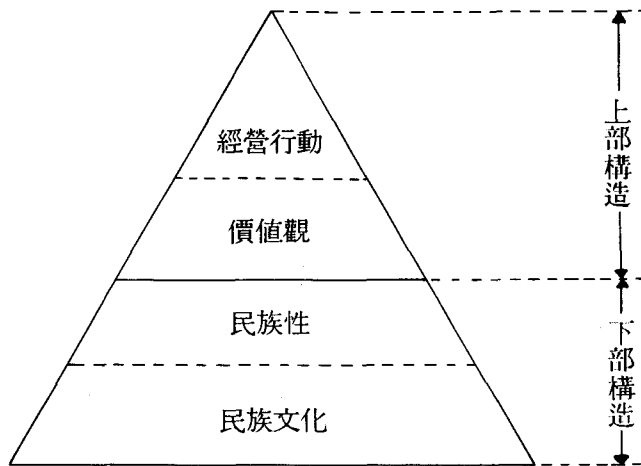 經營行動
價値觀
民族性
民族文化
上部構造
下部構造